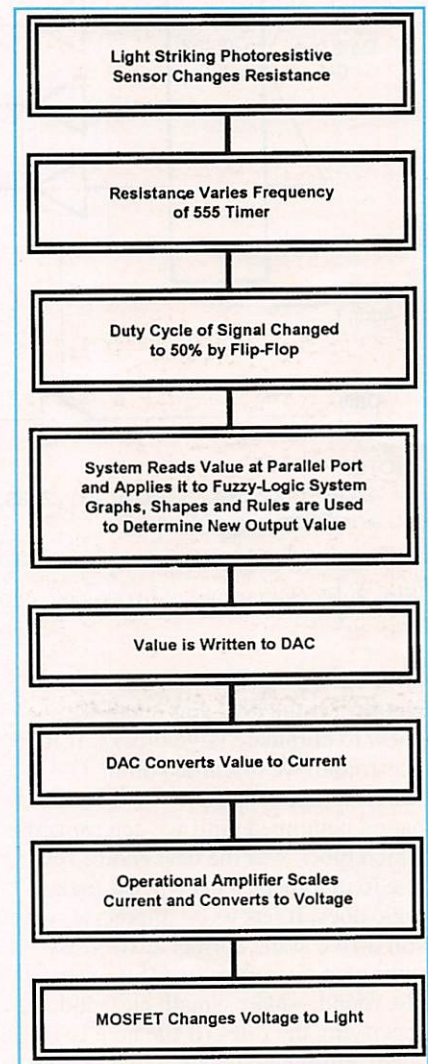 Light Striking Photoresistive
Sensor Changes Resistance
Resistance Varies Frequency
of 555 Timer
Duty Cycle of Signal Changed
to 50% by Flip-Flop
System Reads Value at Parallel Port
and Applies it to Fuzzy-Logic System
Graphs, Shapes and Rules are Used
to Determine New Output Value
Value is Written to DAC
DAC Converts Value to Current
Operational Amplifier Scales
Current and Converts to Voltage
MOSFET Changes Voltage to Light